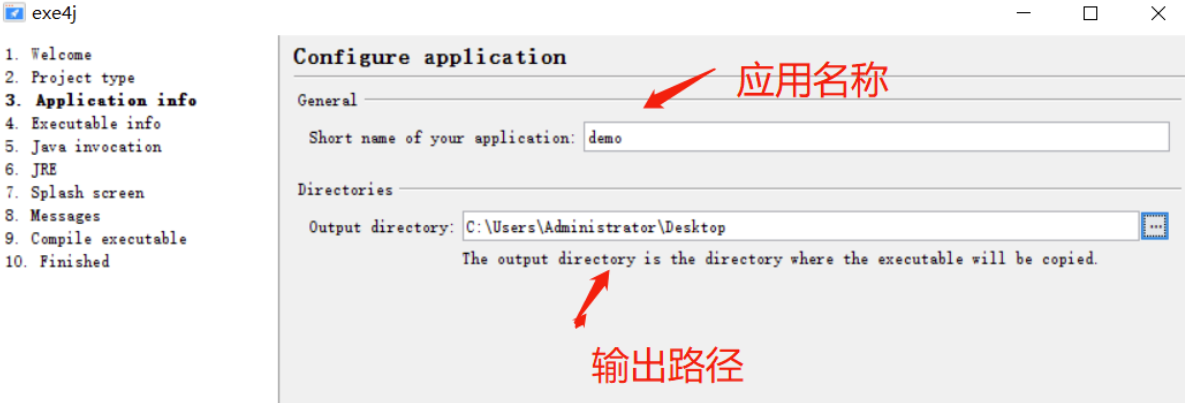 exe4j
1. Welcome
2. Project type
3. Application info
4. Executable info
5. Java invocation
6. JRE
7. Splash screen
8. Messages
9. Compile executable
10. Finished
Configure application
应用名称
General
Short name of your application: demo
Directories
Output directory: C:\Users\Administrator\Desktop ...
The output directory is the directory where the executable will be copied.
输出路径